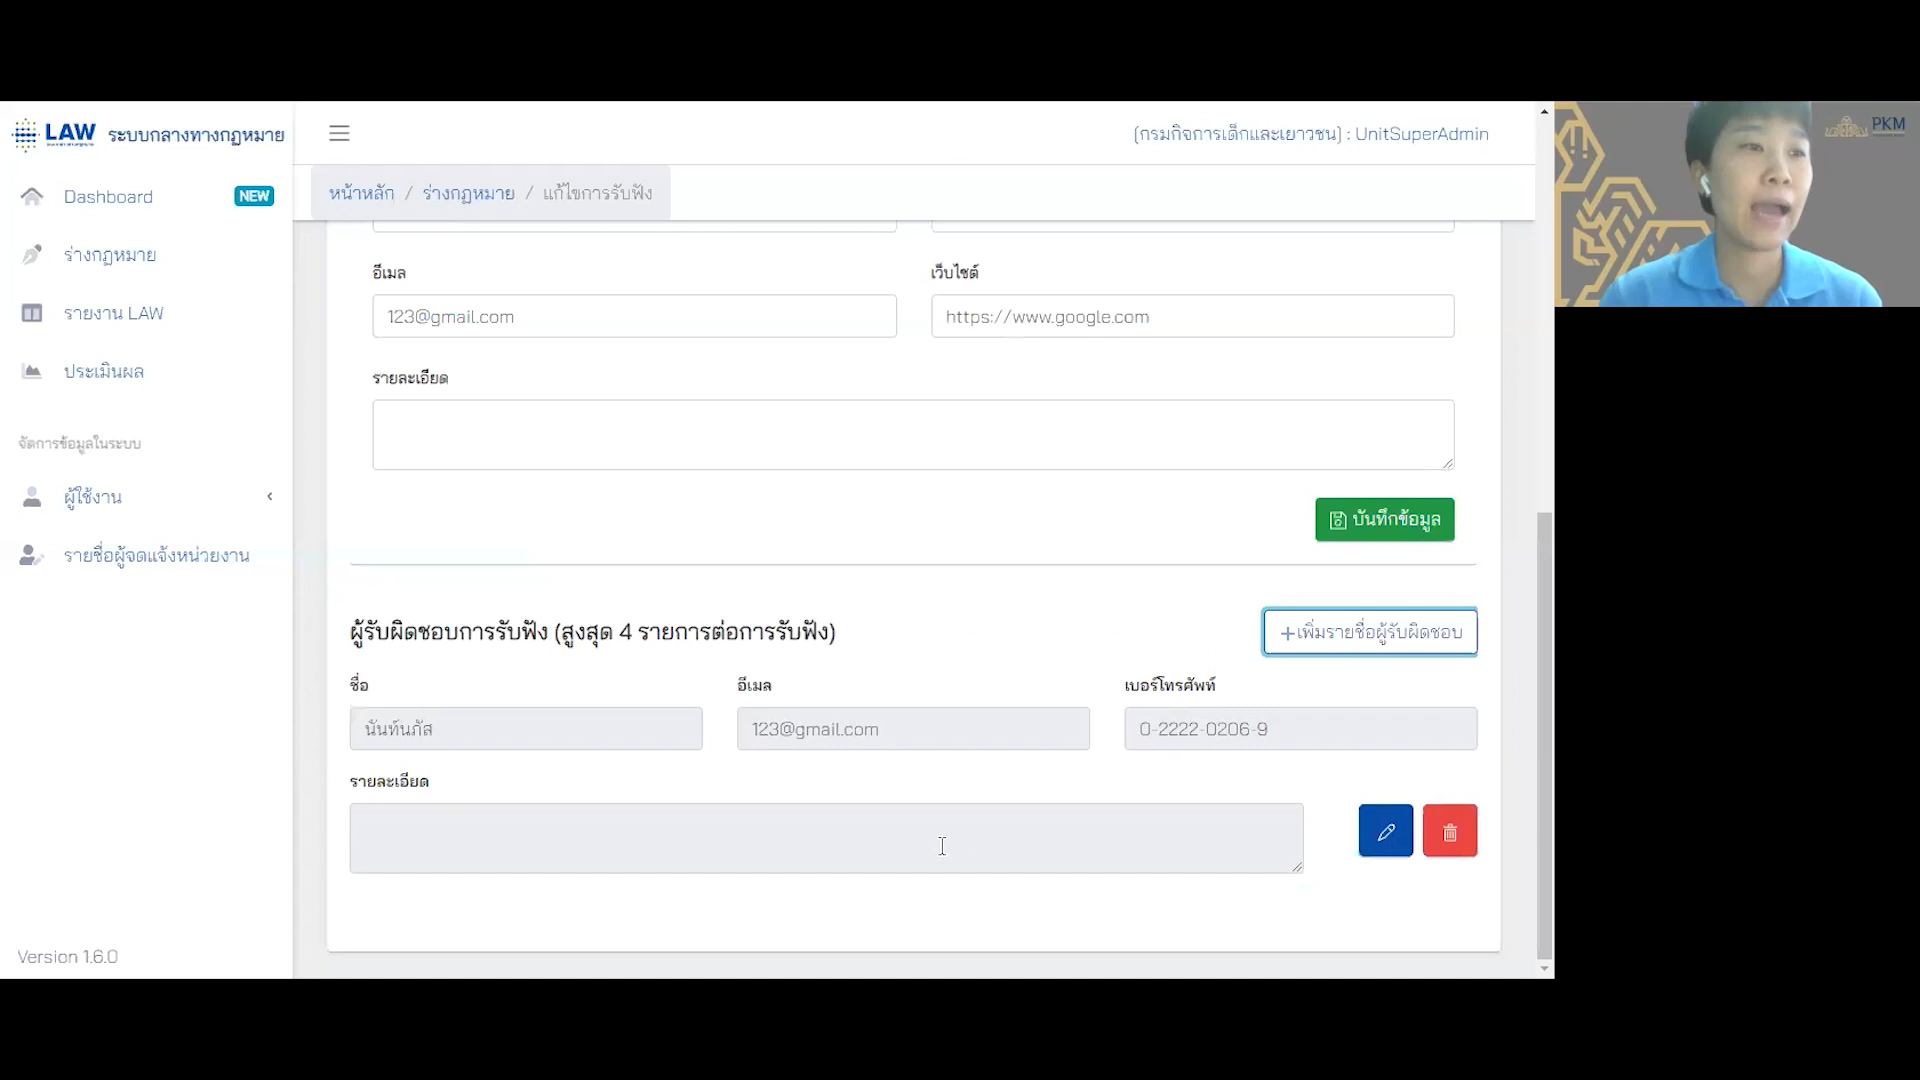 LAW ระบบกลางทางกฎหมาย
(กรมกิจการเด็กและเยาวชน) : UnitSuperAdmin
PKM
Dashboard NEW
ร่างกฎหมาย
รายงาน LAW
ประเมินผล
จัดการข้อมูลในระบบ
ผู้ใช้งาน
รายชื่อผู้จดแจ้งหน่วยงาน
Version 1.6.0
หน้าหลัก / ร่างกฎหมาย / แก้ไขการรับฟัง
อีเมล
เว็บไซต์
123@gmail.com
https://www.google.com
รายละเอียด
บันทึกข้อมูล
ผู้รับผิดชอบการรับฟัง (สูงสุด 4 รายการต่อการรับฟัง)
+เพิ่มรายชื่อผู้รับผิดชอบ
ชื่อ
อีเมล
เบอร์โทรศัพท์
นันท์นภัส
123@gmail.com
0-2222-0206-9
รายละเอียด